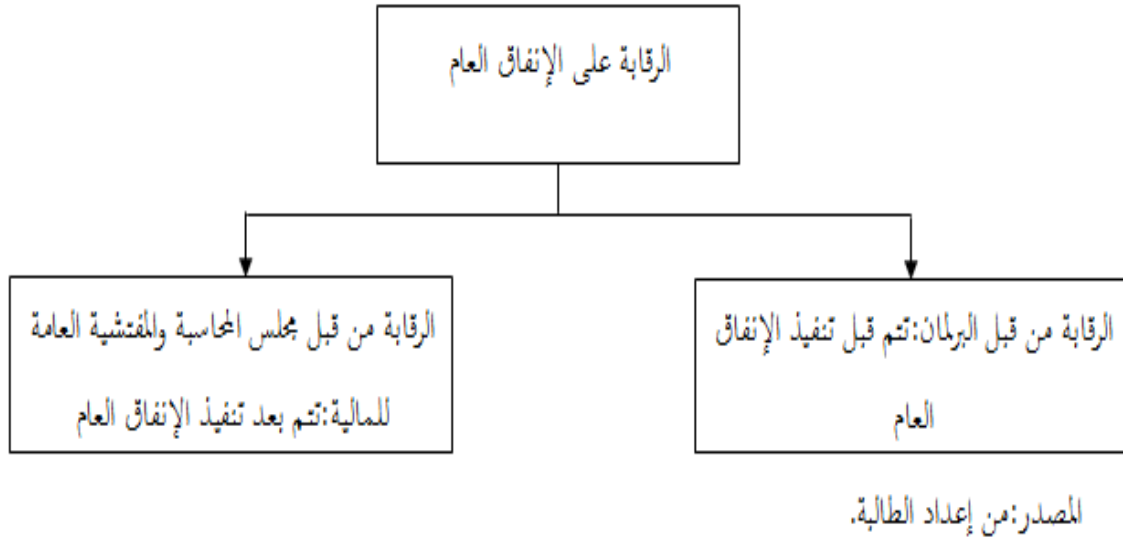 الرقابة على الإنفاق العام
الرقابة من قبل البرلمان:تتم قبل تنفيذ الإنفاق
العام
الرقابة من قبل مجلس المحاسبة والمفتشية العامة
للمالية:تتم بعد تنفيذ الإنفاق العام
المصدر:من إعداد الطالبة.